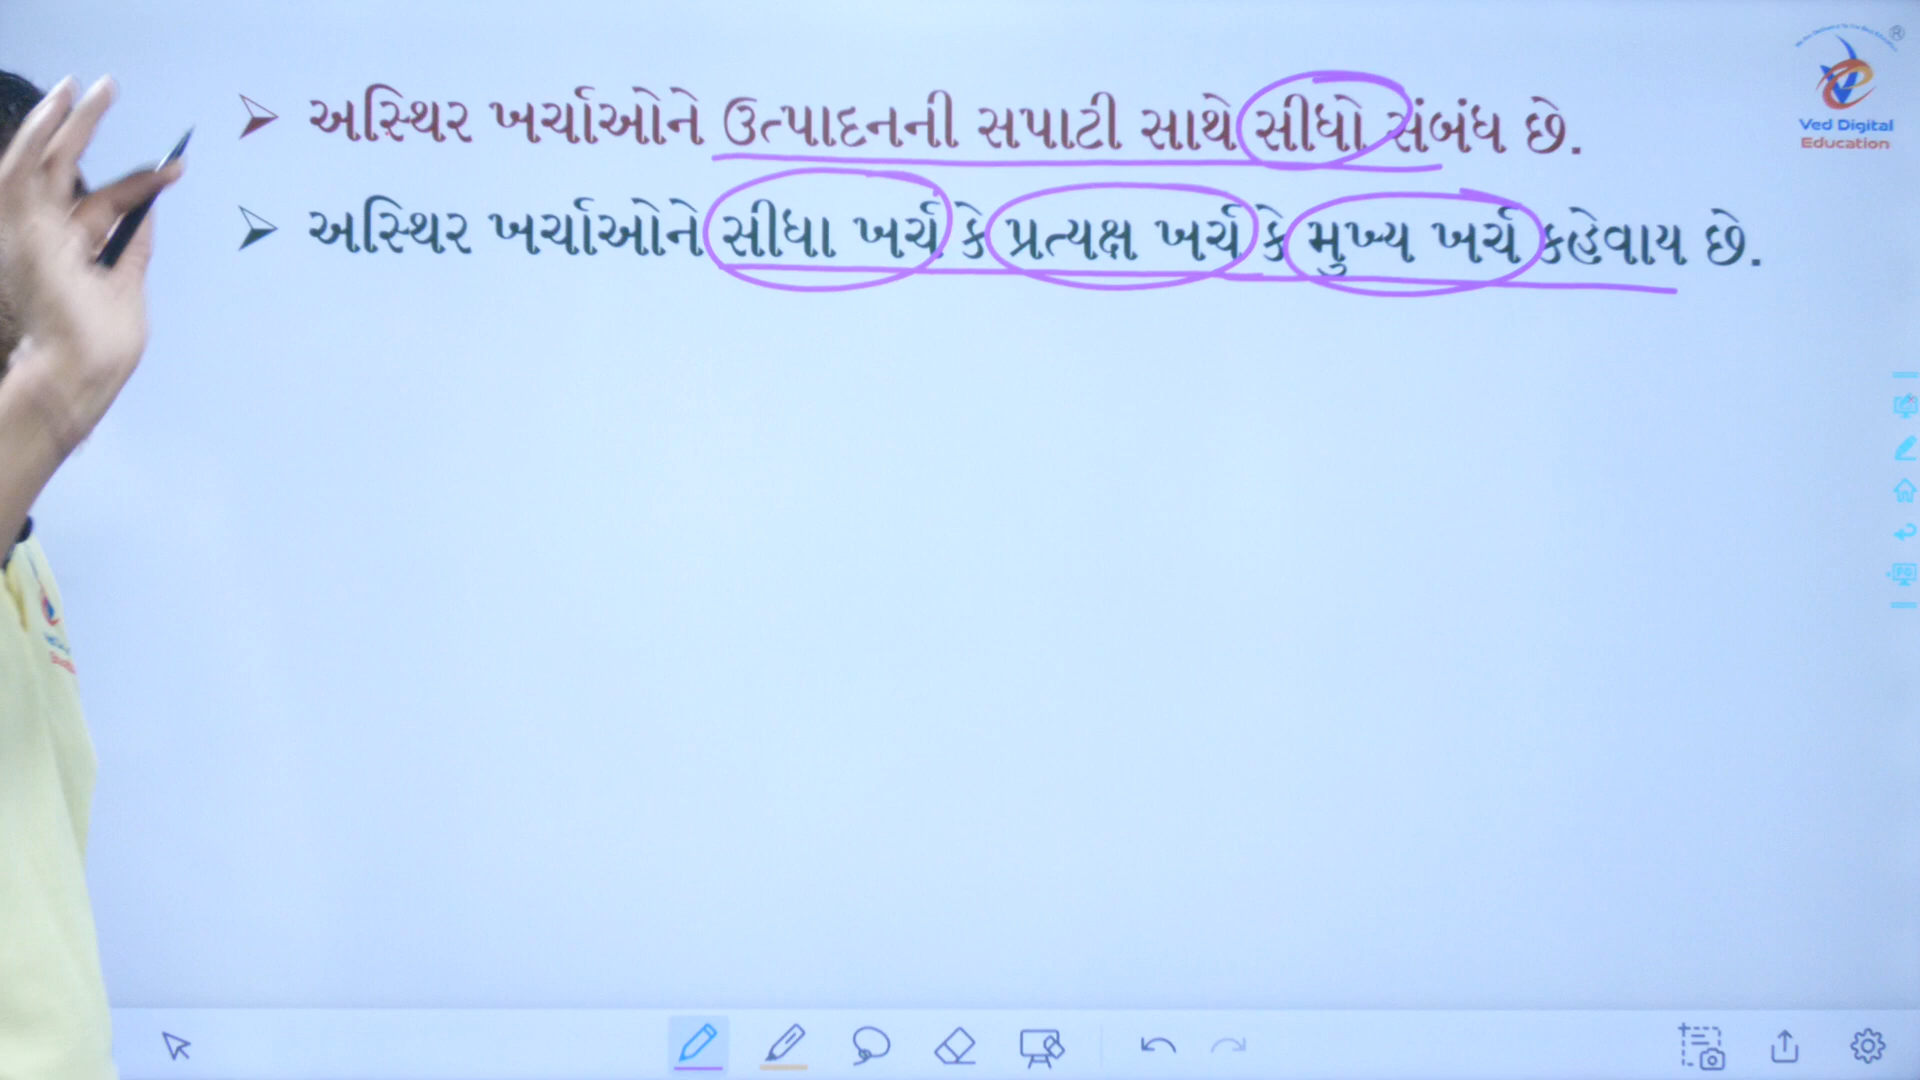 ➢ અસ્થિર ખર્ચાઓને ઉત્પાદનની સપાટી સાથે સીધો સંબંધ છે.
➢ અસ્થિર ખર્ચાઓને સીધા ખર્ચ કે પ્રત્યક્ષ ખર્ચ કે મુખ્ય ખર્ચ કહેવાય છે.
Ved Digital
Education